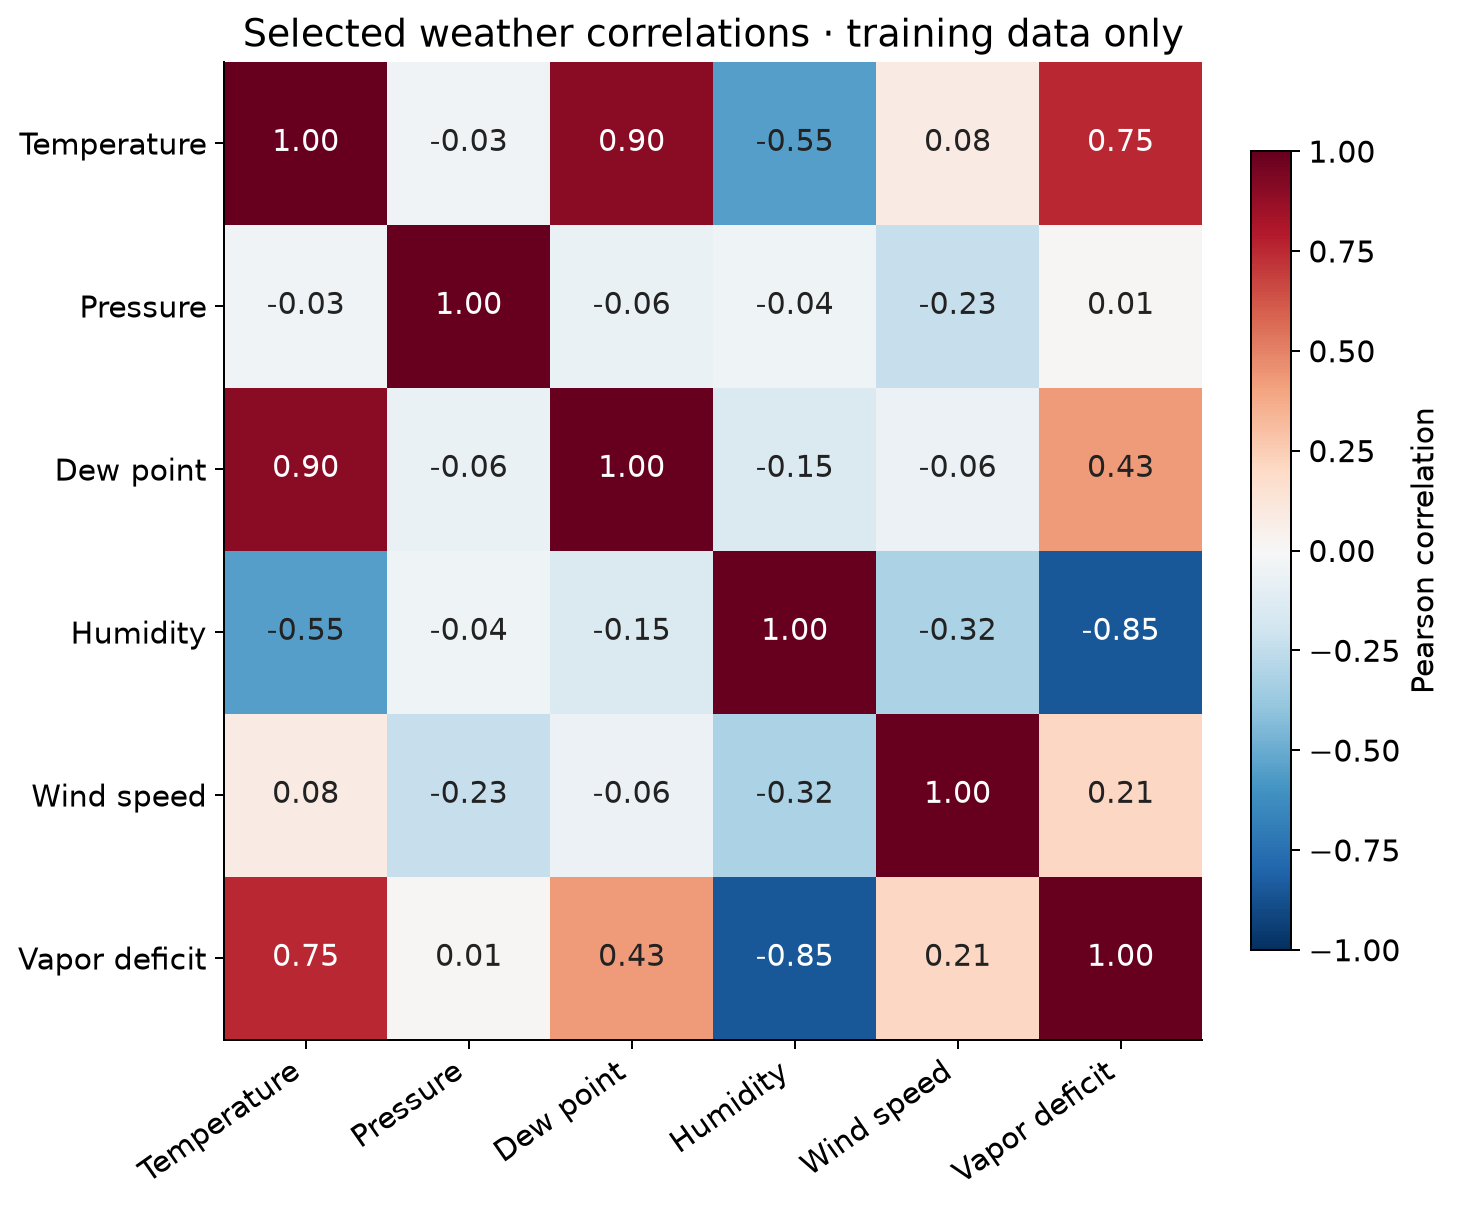 Selected weather correlations · training data only
Temperature 1.00 -0.03 0.90 -0.55 0.08 0.75
Pressure -0.03 1.00 -0.06 -0.04 -0.23 0.01
Dew point 0.90 -0.06 1.00 -0.15 -0.06 0.43
Humidity -0.55 -0.04 -0.15 1.00 -0.32 -0.85
Wind speed 0.08 -0.23 -0.06 -0.32 1.00 0.21
Vapor deficit 0.75 0.01 0.43 -0.85 0.21 1.00
Temperature Pressure Dew point Humidity Wind speed Vapor deficit
1.00
0.75
0.50
0.25
0.00
−0.25
−0.50
−0.75
−1.00
Pearson correlation